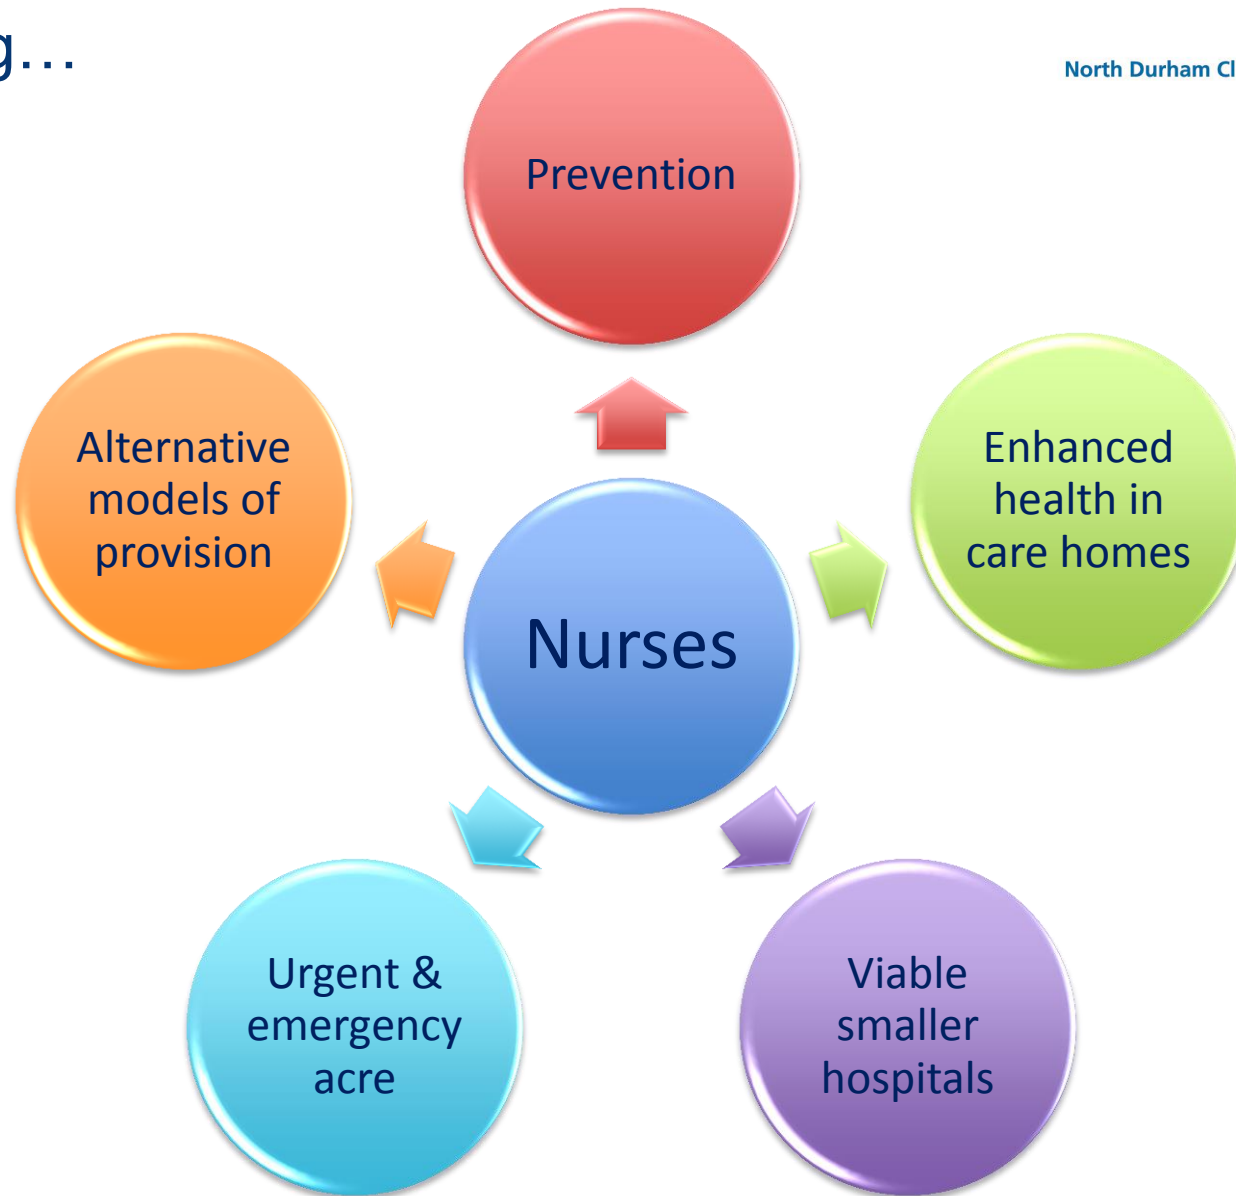 g...
North Durham Cl
Prevention
Alternative
models of
provision
Enhanced
health in
care homes
Nurses
Urgent &
emergency
acre
Viable
smaller
hospitals